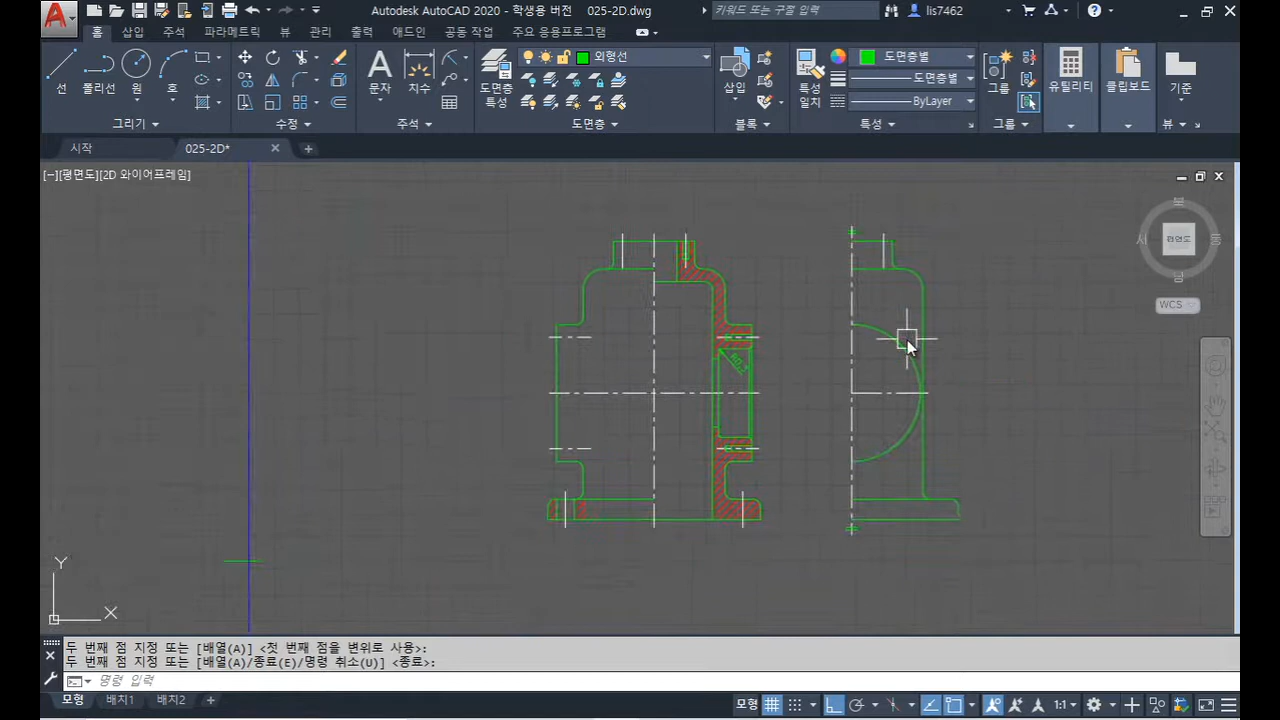 Autodesk AutoCAD 2020 - 학생용 버전 025-2D.dwg
키워드 또는 구절 입력
lis7462
홈 삽입 주석 파라메트릭 뷰 관리 출력 애드인 공동 작업 주요 응용프로그램
선 폴리선 원 호
문자 치수
도면층 특성
외형선
삽입
특성 일치
도면층별
도면층별
ByLayer
그룹
유틸리티
클립보드
기준
그리기 수정 주석 도면층 블록 특성 그룹 뷰
시작 025-2D*
[−][평면도][2D 와이어프레임]
북
서 평면도 동
남
WCS
Y
X
두 번째 점 지정 또는 [배열(A)] <첫 번째 점을 변위로 사용>:
두 번째 점 지정 또는 [배열(A)/종료(E)/명령 취소(U)] <종료>:
명령 입력
모형 배치1 배치2
모형 1:1